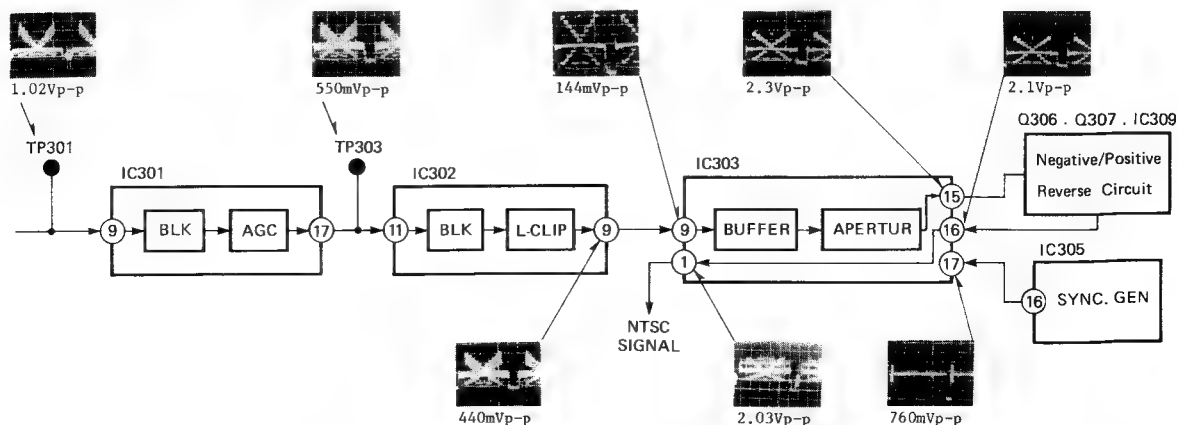 1.02Vp-p
550mVp-p
144mVp-p
2.3Vp-p
2.1Vp-p
TP301
TP303
Q306 . Q307 . IC309
Negative/Positive
Reverse Circuit
IC301
IC302
IC303
9
BLK
AGC
17
11
BLK
L-CLIP
9
9
BUFFER
APERTUR
15
16
1
17
IC305
16
SYNC. GEN
NTSC
SIGNAL
440mVp-p
2.03Vp-p
760mVp-p